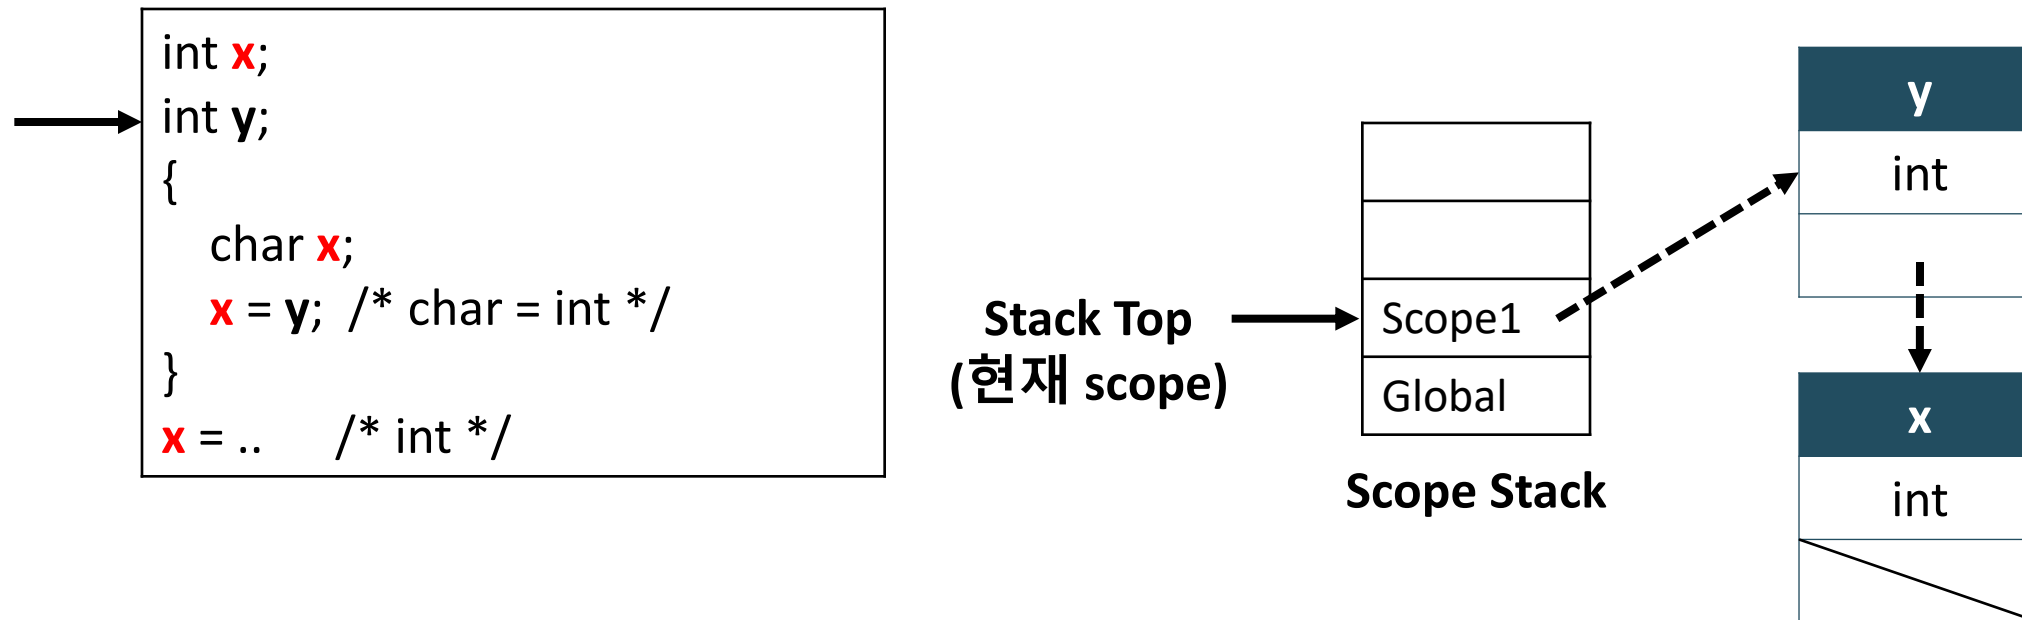 int x;
int y;
{
char x;
x = y; /* char = int */
}
x = .. /* int */
Stack Top
(현재 scope)
Scope1
Global
Scope Stack
y
int
x
int